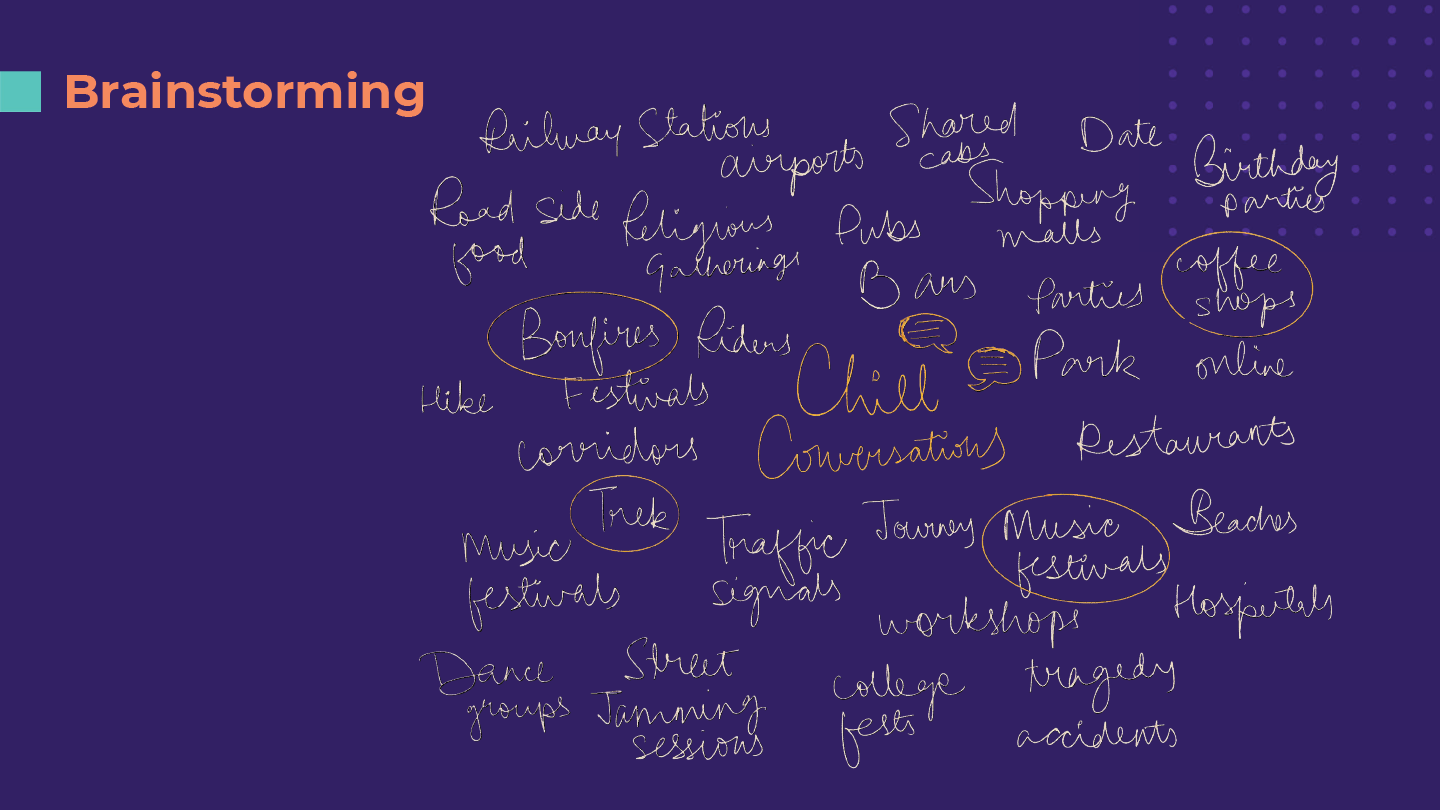 Brainstorming
Railway Stations
airports
Shared
cabs
Date
Birthday
parties
Road side
food
Religious
Gatherings
Pubs
Shopping
malls
Bars
Parties
coffee
shops
Bonfires
Riders
Chill
Conversations
Park
online
Hike
Festivals
corridors
Restaurants
Trek
Music
festivals
Traffic
signals
Journey
Music
festivals
Beaches
workshops
Hospitals
Dance
groups
Street
Jamming
sessions
college
fests
tragedy
accidents